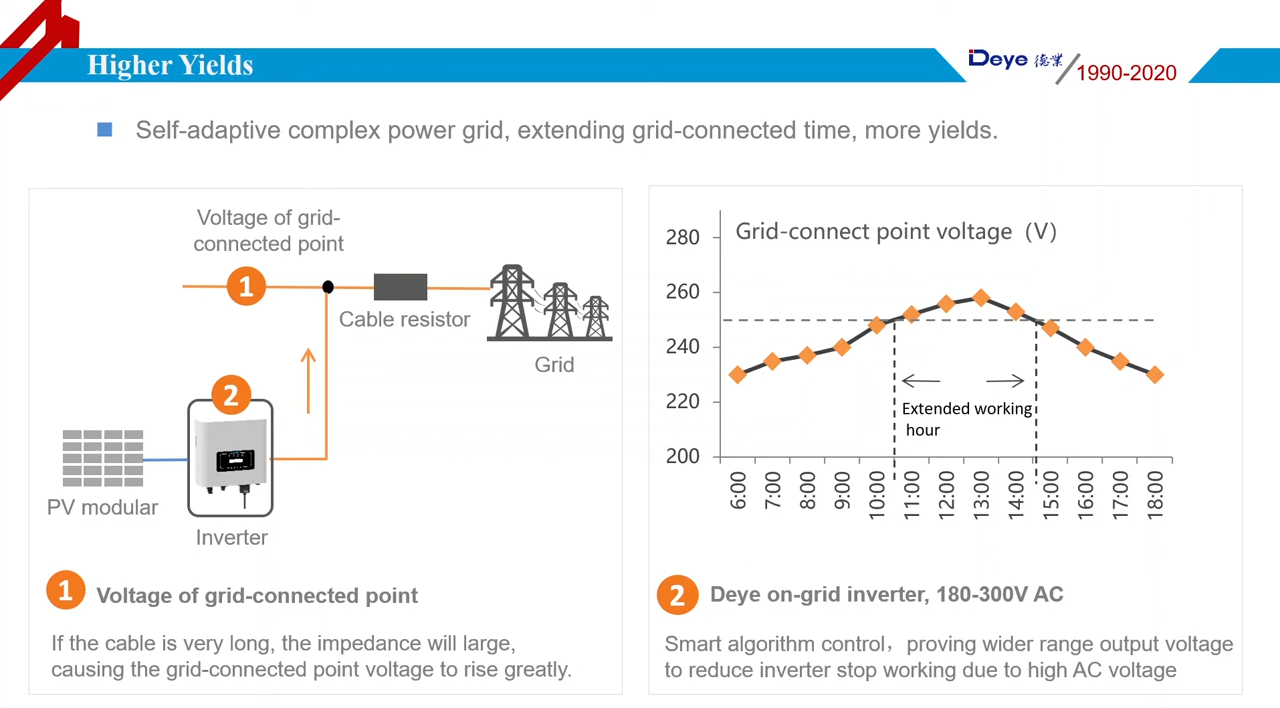 Higher Yields
Deye 德業
1990-2020
Self-adaptive complex power grid, extending grid-connected time, more yields.
Voltage of grid-
connected point
1
Cable resistor
Grid
2
PV modular
Inverter
1 Voltage of grid-connected point
If the cable is very long, the impedance will large,
causing the grid-connected point voltage to rise greatly.
Grid-connect point voltage（V）
280
260
240
220
200
Extended working
hour
6:00
7:00
8:00
9:00
10:00
11:00
12:00
13:00
14:00
15:00
16:00
17:00
18:00
2 Deye on-grid inverter, 180-300V AC
Smart algorithm control，proving wider range output voltage
to reduce inverter stop working due to high AC voltage